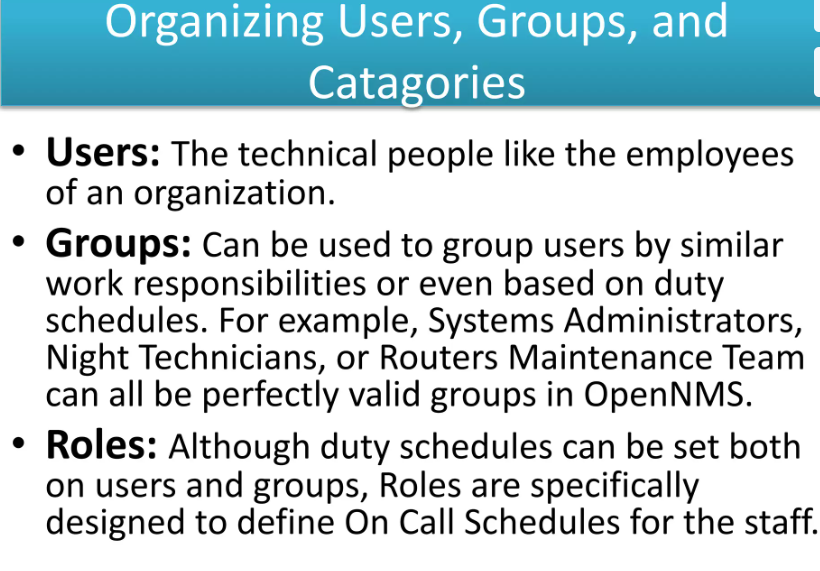 Organizing Users, Groups, and
Catagories
• Users: The technical people like the employees
of an organization.
• Groups: Can be used to group users by similar
work responsibilities or even based on duty
schedules. For example, Systems Administrators,
Night Technicians, or Routers Maintenance Team
can all be perfectly valid groups in OpenNMS.
• Roles: Although duty schedules can be set both
on users and groups, Roles are specifically
designed to define On Call Schedules for the staff.